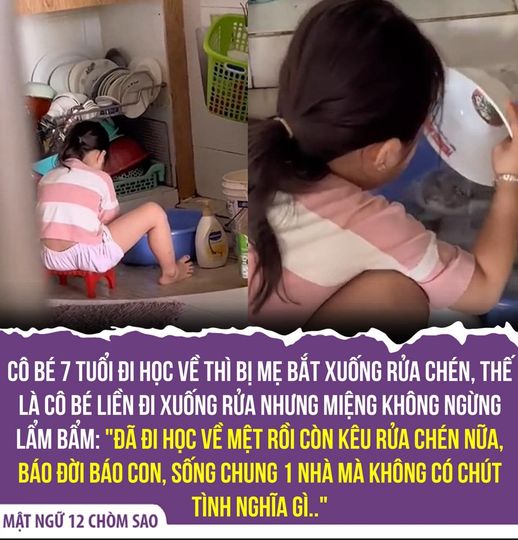 CÔ BÉ 7 TUỔI ĐI HỌC VỀ THÌ BỊ MẸ BẮT XUỐNG RỬA CHÉN, THẾ
LÀ CÔ BÉ LIỀN ĐI XUỐNG RỬA NHƯNG MIỆNG KHÔNG NGỪNG
LẨM BẨM: "ĐÃ ĐI HỌC VỀ MỆT RỒI CÒN KÊU RỬA CHÉN NỮA,
BÁO ĐỜI BÁO CON, SỐNG CHUNG 1 NHÀ MÀ KHÔNG CÓ CHÚT
TÌNH NGHĨA GÌ.."
MẬT NGỮ 12 CHÒM SAO